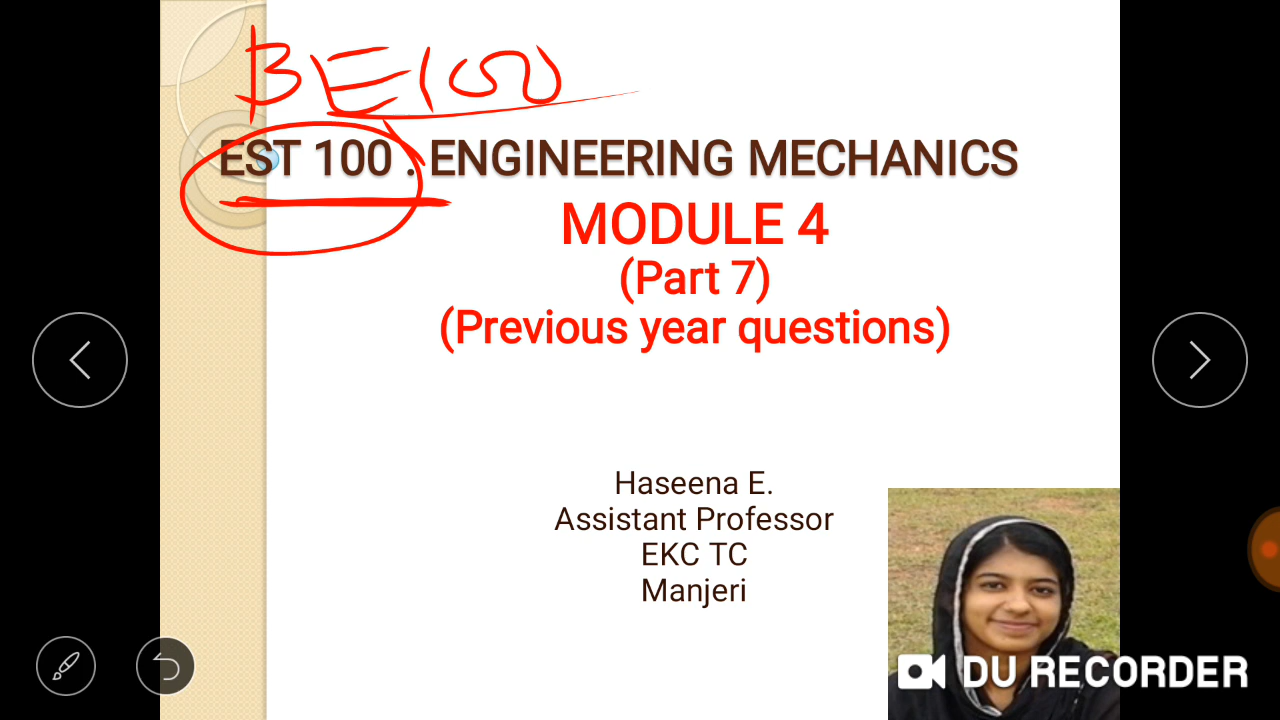 BE100
EST 100 . ENGINEERING MECHANICS
MODULE 4
(Part 7)
(Previous year questions)
Haseena E.
Assistant Professor
EKC TC
Manjeri
DU RECORDER